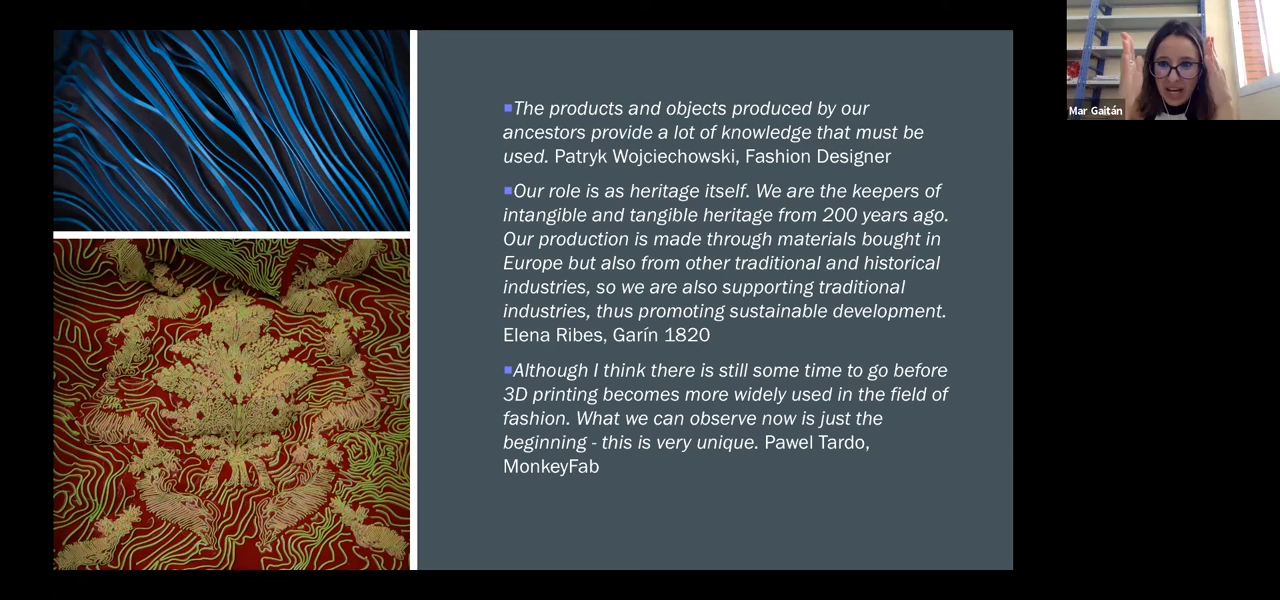 ▪The products and objects produced by our
ancestors provide a lot of knowledge that must be
used. Patryk Wojciechowski, Fashion Designer
▪Our role is as heritage itself. We are the keepers of
intangible and tangible heritage from 200 years ago.
Our production is made through materials bought in
Europe but also from other traditional and historical
industries, so we are also supporting traditional
industries, thus promoting sustainable development.
Elena Ribes, Garín 1820
▪Although I think there is still some time to go before
3D printing becomes more widely used in the field of
fashion. What we can observe now is just the
beginning - this is very unique. Pawel Tardo,
MonkeyFab
Mar Gaitán